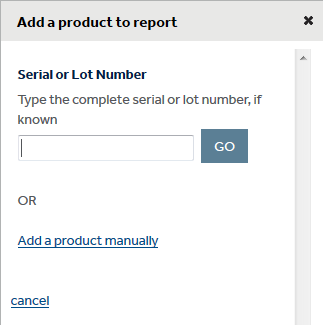 Add a product to report ✖
Serial or Lot Number
Type the complete serial or lot number, if
known
GO
OR
Add a product manually
cancel